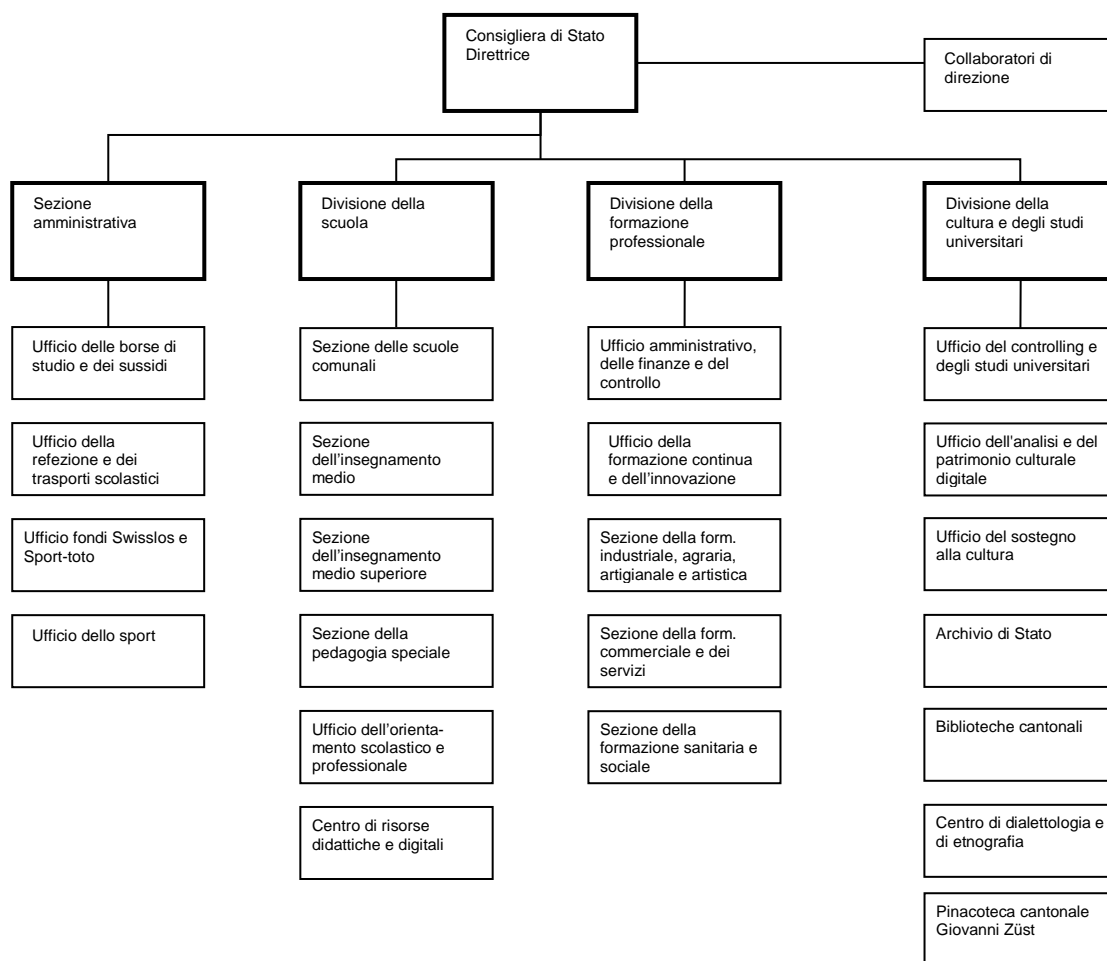 Consigliera di Stato
Direttrice
Collaboratori di
direzione
Sezione
amministrativa
Divisione della
scuola
Divisione della
formazione
professionale
Divisione della
cultura e degli studi
universitari
Ufficio delle borse di
studio e dei sussidi
Sezione delle scuole
comunali
Ufficio amministrativo,
delle finanze e del
controllo
Ufficio del controlling e
degli studi universitari
Ufficio della
refezione e dei
trasporti scolastici
Sezione
dell’insegnamento
medio
Ufficio della
formazione continua
e dell’innovazione
Ufficio dell'analisi e del
patrimonio culturale
digitale
Ufficio fondi Swisslos e
Sport-toto
Sezione
dell’insegnamento
medio superiore
Sezione della form.
industriale, agraria,
artigianale e artistica
Ufficio del sostegno
alla cultura
Ufficio dello sport
Sezione della
pedagogia speciale
Sezione della form.
commerciale e dei
servizi
Archivio di Stato
Ufficio dell’orienta-
mento scolastico e
professionale
Sezione della
formazione sanitaria e
sociale
Biblioteche cantonali
Centro di risorse
didattiche e digitali
Centro di dialettologia e
di etnografia
Pinacoteca cantonale
Giovanni Züst